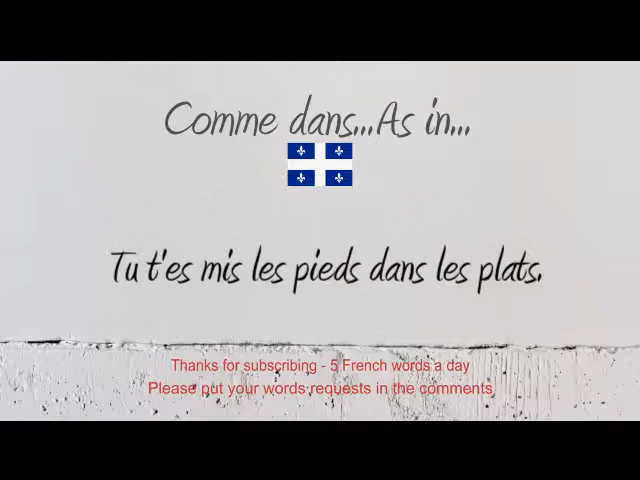 Comme dans...As in...
Tu t'es mis les pieds dans les plats.
Thanks for subscribing - 5 French words a day
Please put your words requests in the comments